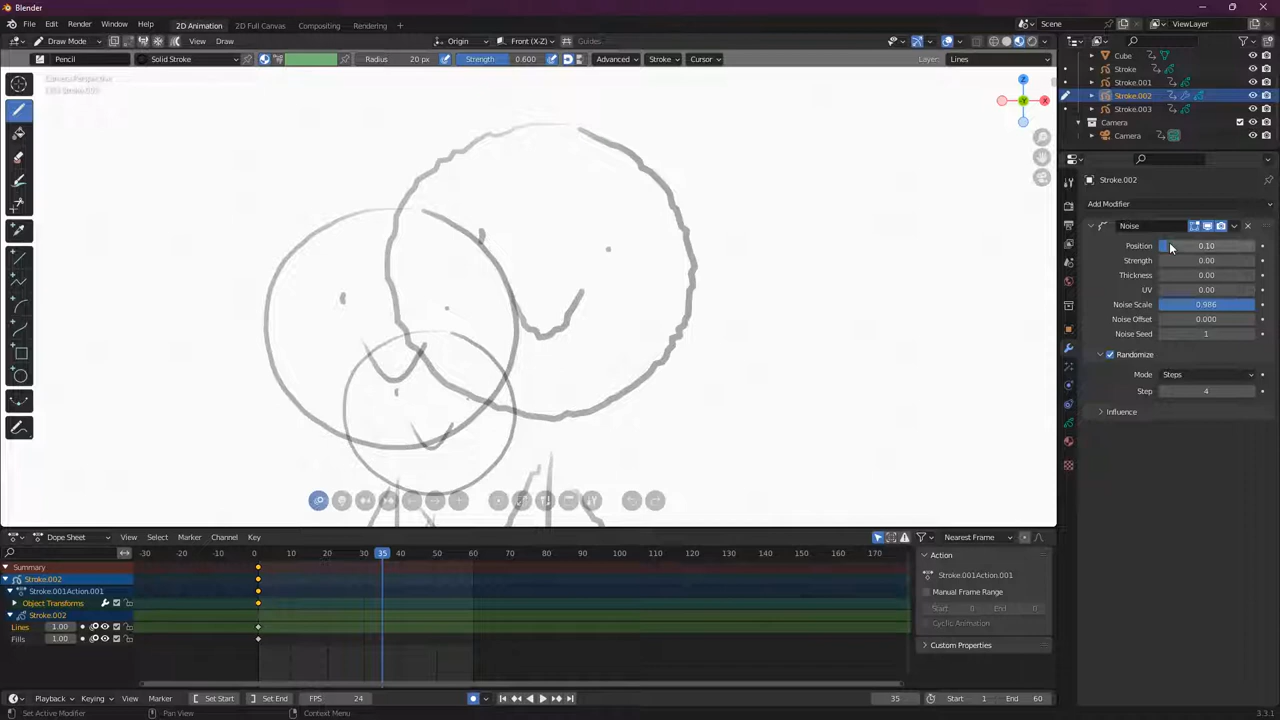 Blender
File Edit Render Window Help 2D Animation 2D Full Canvas Compositing Rendering + Scene ViewLayer
Draw Mode View Draw Origin Front (X-Z) Guides
Pencil Solid Stroke Radius 20 px Strength 0.600 Advanced Stroke Cursor Layer: Lines
Cube
Stroke
Stroke.001
Stroke.002
Stroke.003
Camera
Camera
Z
Y
X
Stroke.002
Add Modifier
Noise
Position 0.10
Strength 0.00
Thickness 0.00
UV 0.00
Noise Scale 0.986
Noise Offset 0.000
Noise Seed 1
Randomize
Mode Steps
Step 4
Influence
Dope Sheet View Select Marker Channel Key Nearest Frame
-30 -20 -10 0 10 20 30 35 40 50 60 70 80 90 100 110 120 130 140 150 160 170
Summary
Stroke.002
Stroke.001Action.001
Object Transforms
Stroke.002
Lines 1.00
Fills 1.00
Action
Stroke.001Action.001
Manual Frame Range
Start 0 End 0
Cyclic Animation
Custom Properties
Playback Keying View Marker Set Start Set End FPS 24 35 Start 1 End 60
Set Active Modifier Pan View Context Menu 3.3.1